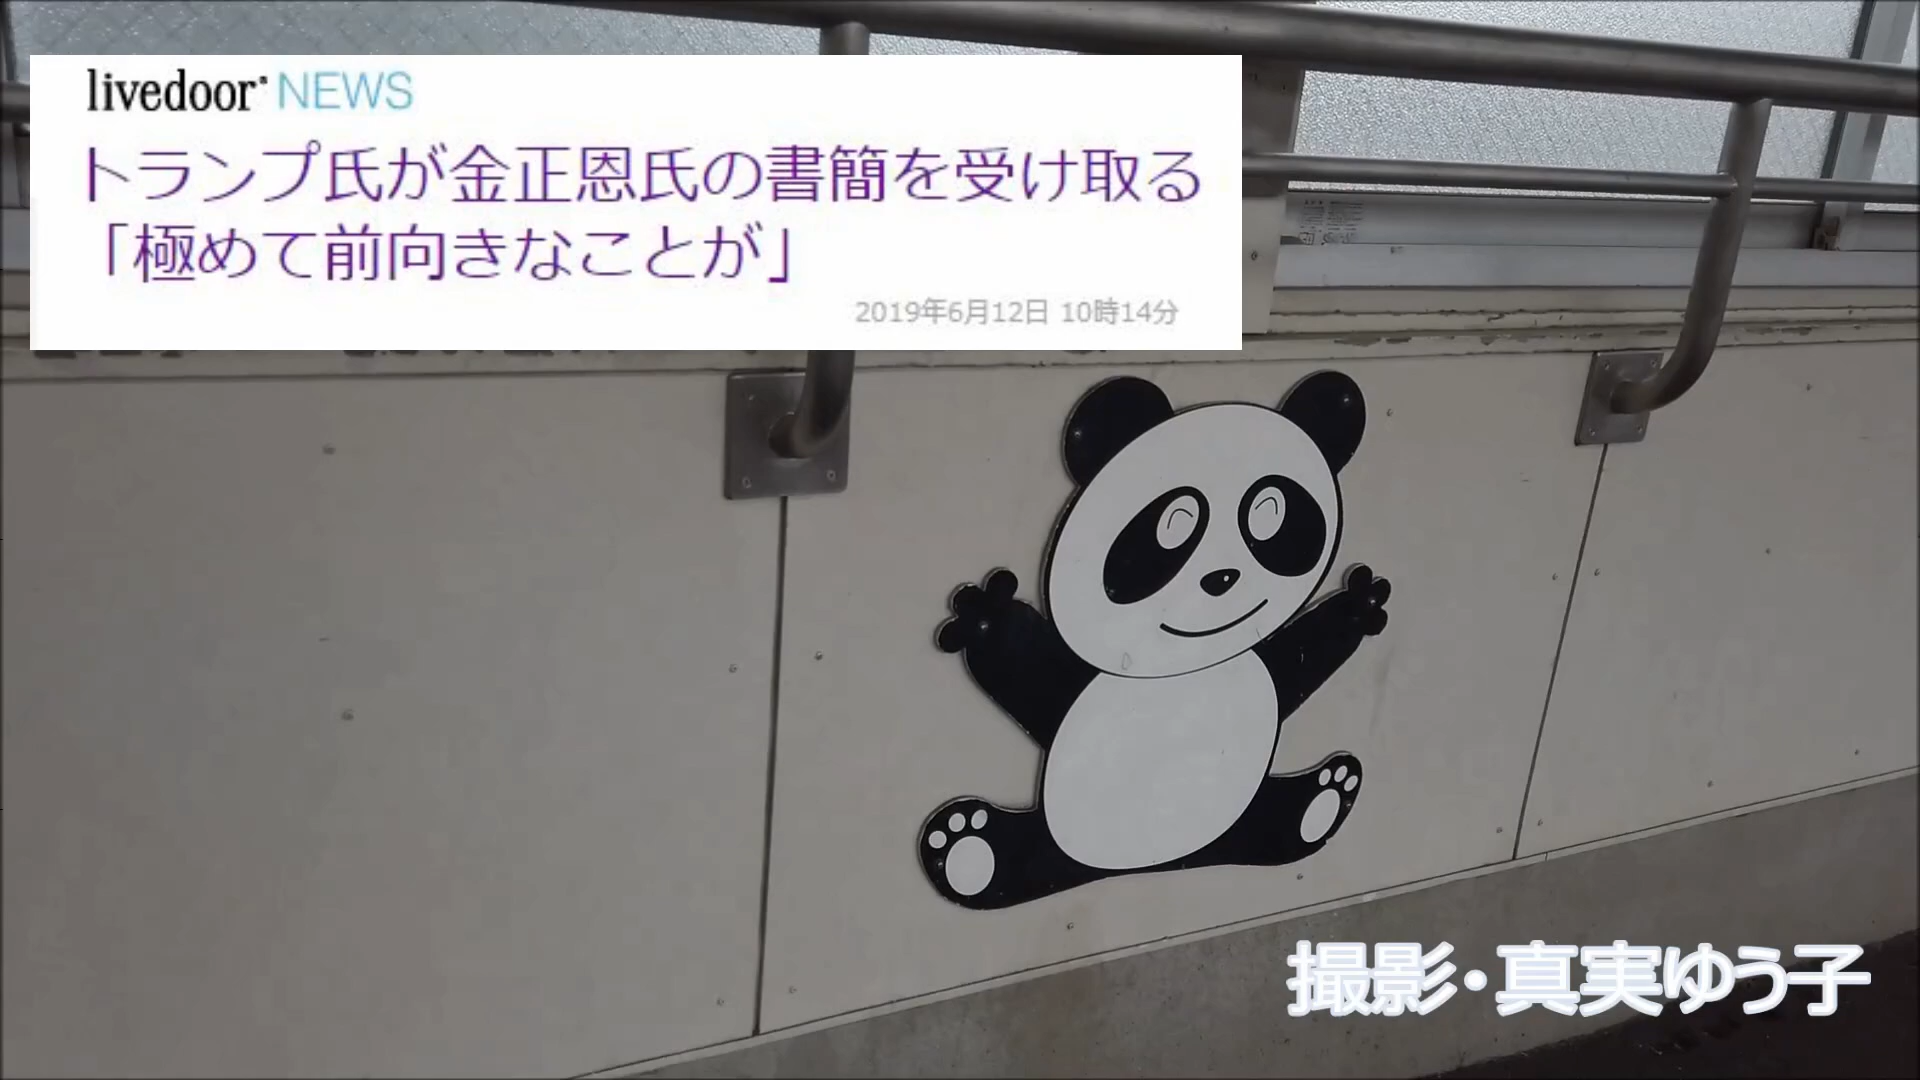 livedoor NEWS
トランプ氏が金正恩氏の書簡を受け取る
「極めて前向きなことが」
2019年6月12日 10時14分
撮影・真実ゆう子